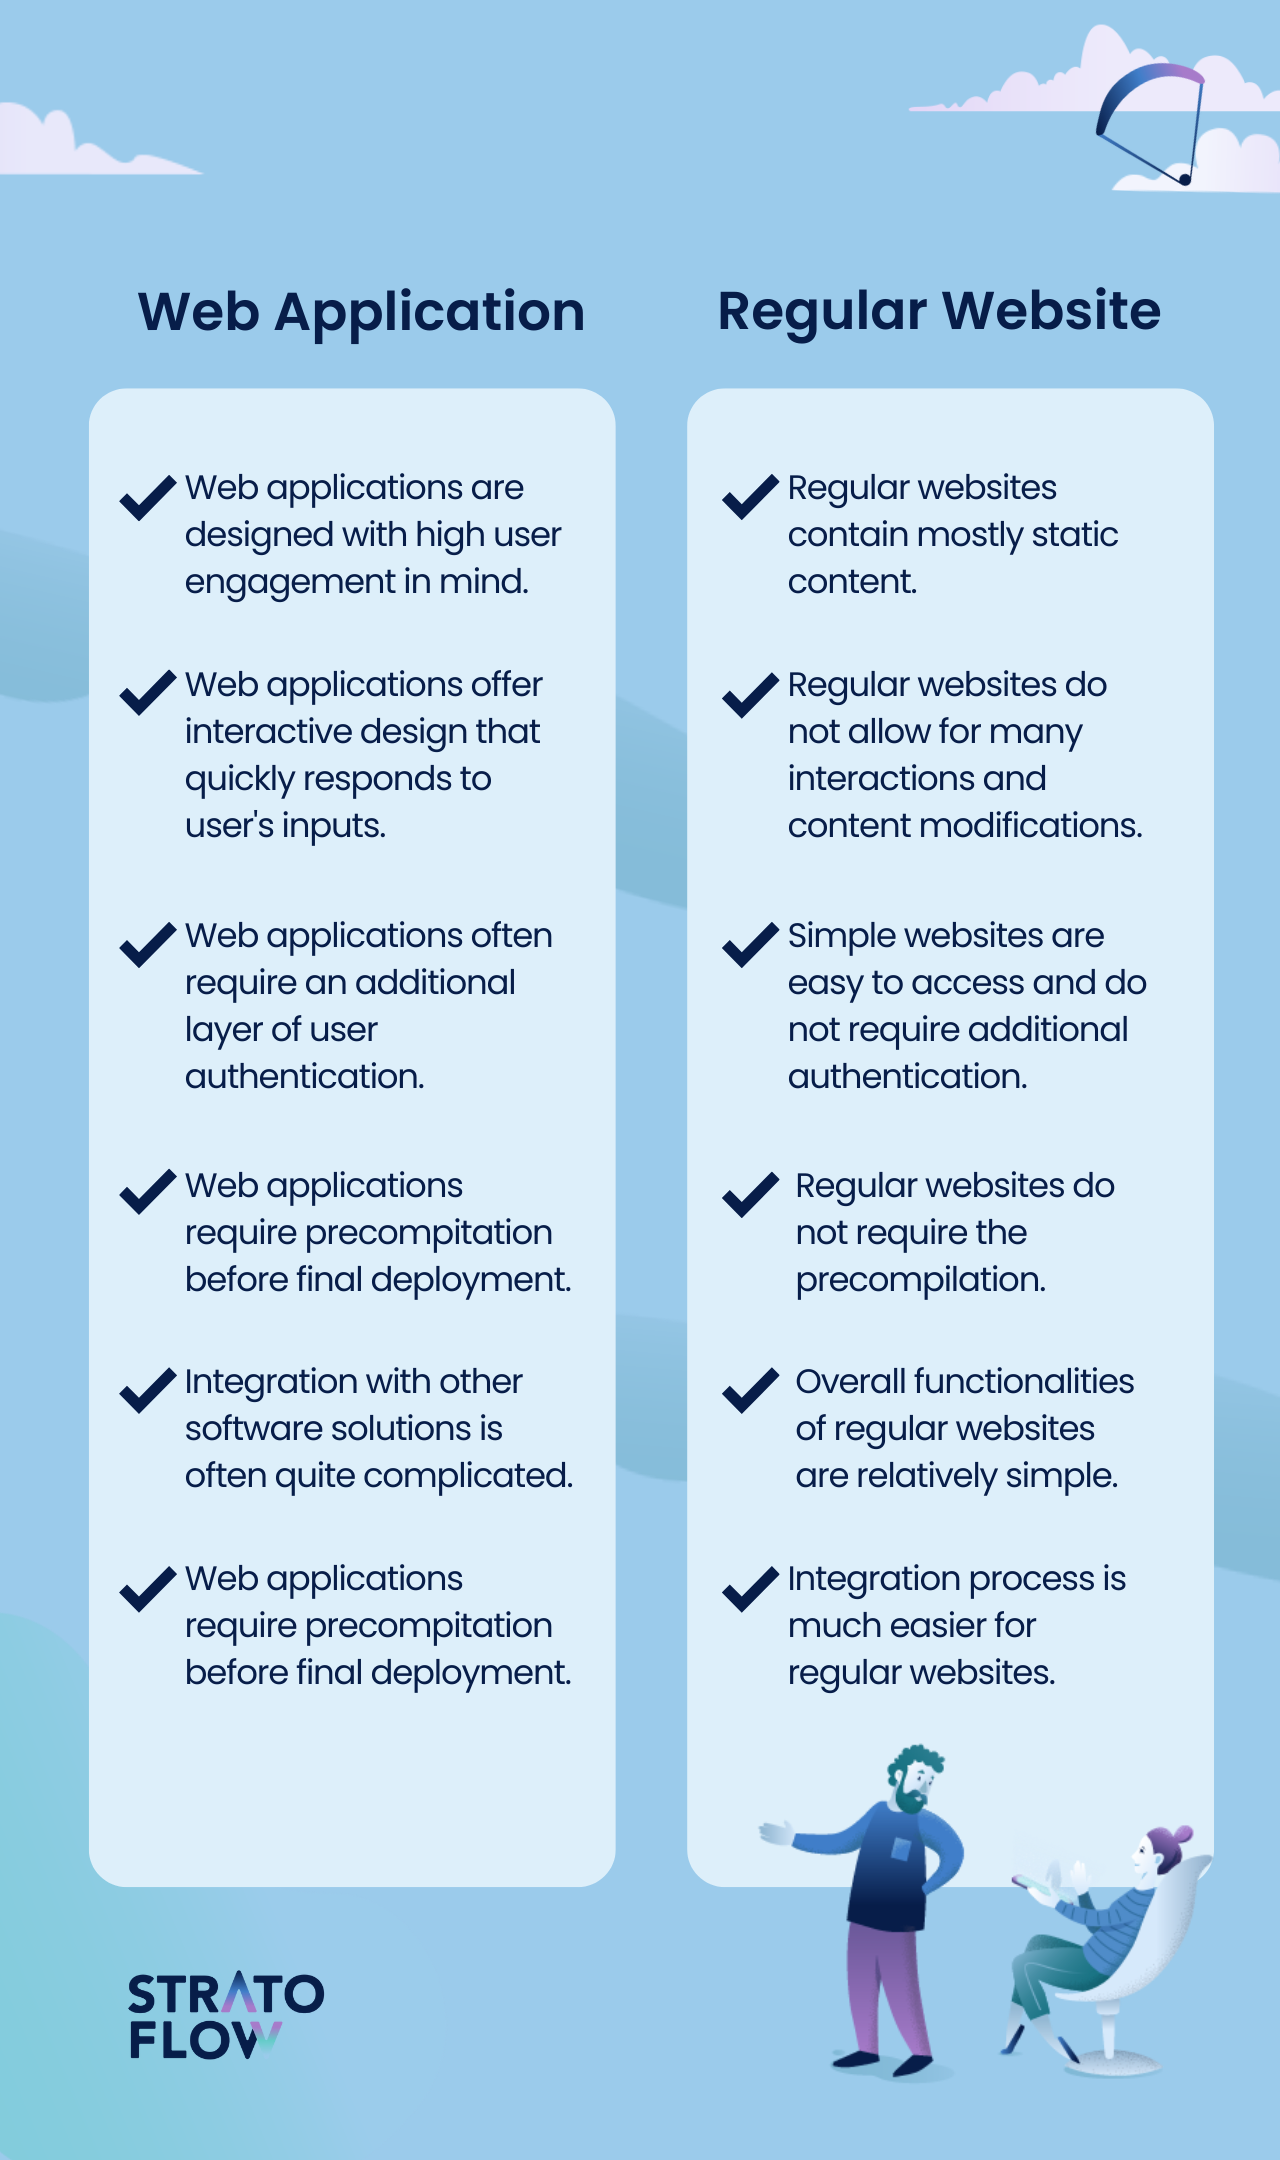 Web Application
Web applications are
designed with high user
engagement in mind.
Web applications offer
interactive design that
quickly responds to
user's inputs.
Web applications often
require an additional
layer of user
authentication.
Web applications
require precompitation
before final deployment.
Integration with other
software solutions is
often quite complicated.
Web applications
require precompitation
before final deployment.
Regular Website
Regular websites
contain mostly static
content.
Regular websites do
not allow for many
interactions and
content modifications.
Simple websites are
easy to access and do
not require additional
authentication.
Regular websites do
not require the
precompilation.
Overall functionalities
of regular websites
are relatively simple.
Integration process is
much easier for
regular websites.
STRATO
FLOW